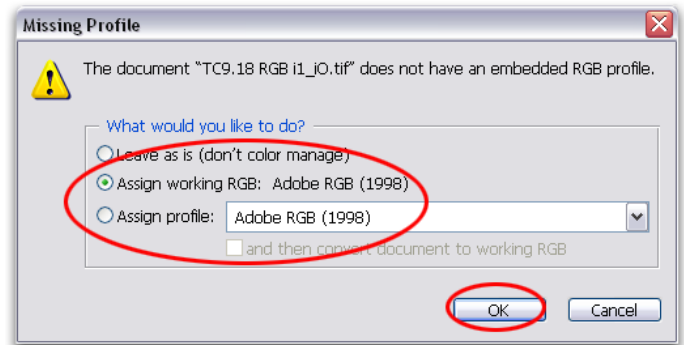 Missing Profile
The document “TC9.18 RGB i1_iO.tif” does not have an embedded RGB profile.
What would you like to do?
Leave as is (don't color manage)
Assign working RGB: Adobe RGB (1998)
Assign profile: Adobe RGB (1998)
and then convert document to working RGB
OK Cancel